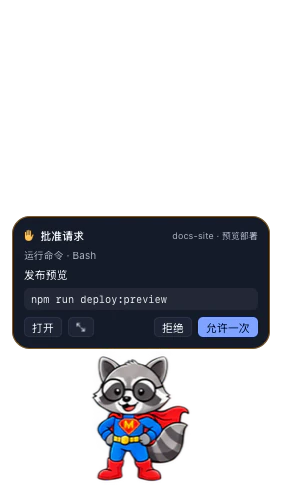 ✋ 批准请求 docs-site · 预览部署
运行命令 · Bash
发布预览
npm run deploy:preview
打开 拒绝 允许一次
M